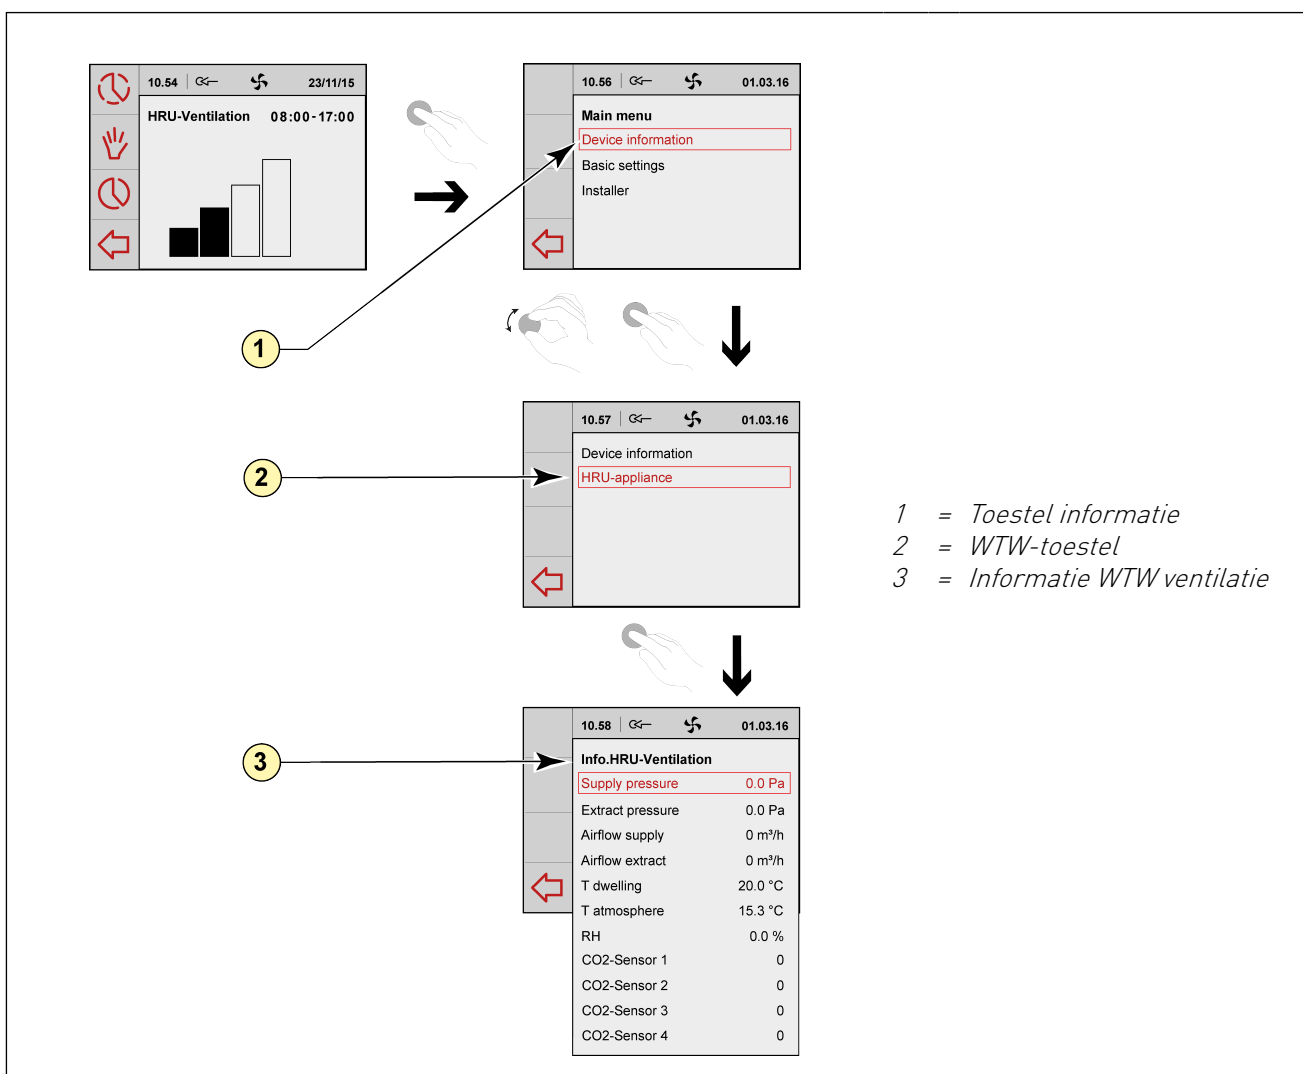 10.54 23/11/15
HRU-Ventilation 08:00-17:00
10.56 01.03.16
Main menu
Device information
Basic settings
Installer
1
10.57 01.03.16
Device information
HRU-appliance
2
1 = Toestel informatie
2 = WTW-toestel
3 = Informatie WTW ventilatie
10.58 01.03.16
3
Info.HRU-Ventilation
Supply pressure 0.0 Pa
Extract pressure 0.0 Pa
Airflow supply 0 m³/h
Airflow extract 0 m³/h
T dwelling 20.0 °C
T atmosphere 15.3 °C
RH 0.0 %
CO2-Sensor 1 0
CO2-Sensor 2 0
CO2-Sensor 3 0
CO2-Sensor 4 0